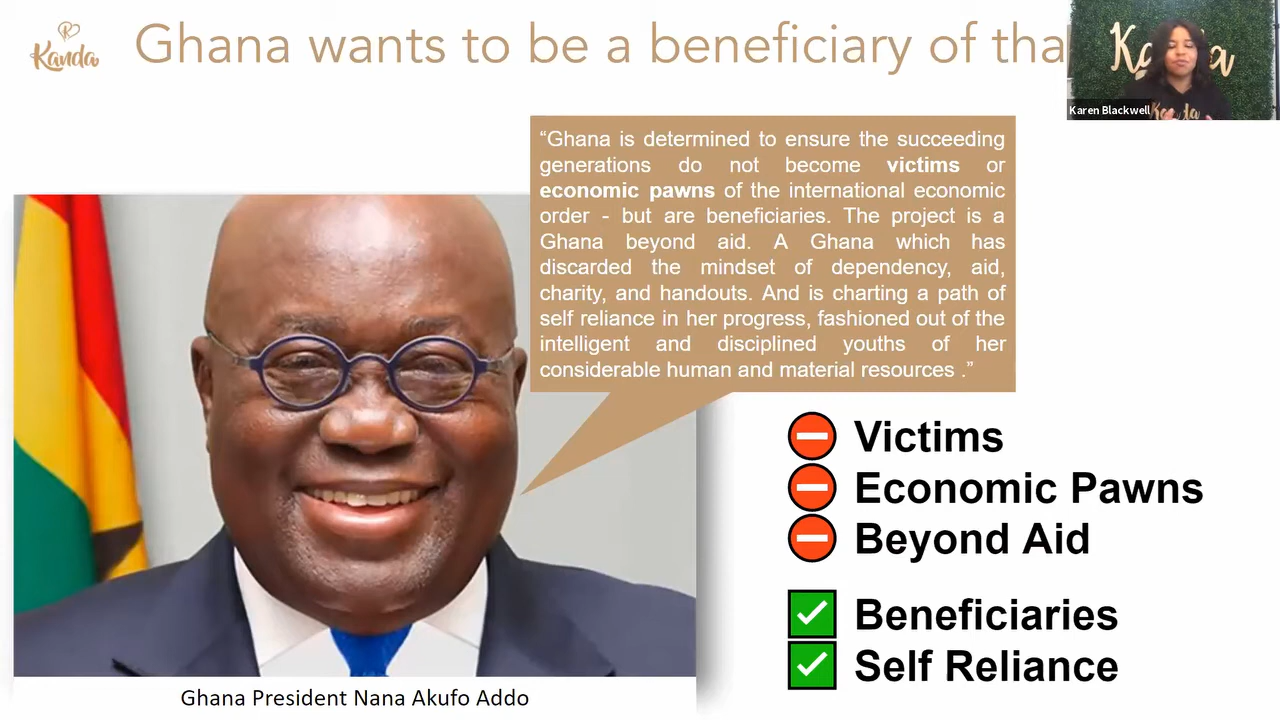 Kanda
Ghana wants to be a beneficiary of tha
Kanda
Karen Blackwell
Kanda
“Ghana is determined to ensure the succeeding
generations do not become victims or
economic pawns of the international economic
order - but are beneficiaries. The project is a
Ghana beyond aid. A Ghana which has
discarded the mindset of dependency, aid,
charity, and handouts. And is charting a path of
self reliance in her progress, fashioned out of the
intelligent and disciplined youths of her
considerable human and material resources .”
Victims
Economic Pawns
Beyond Aid
Beneficiaries
Self Reliance
Ghana President Nana Akufo Addo